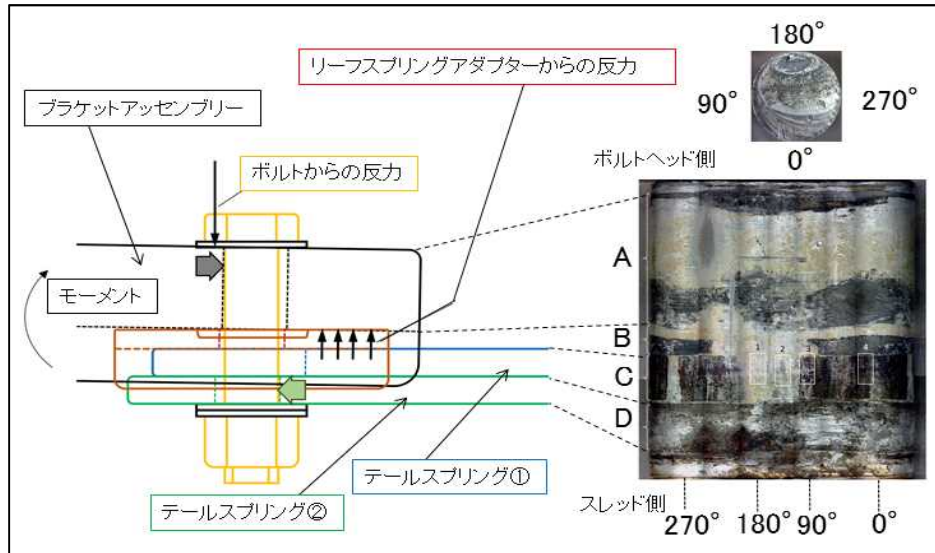 リーフスプリングアダプターからの反力
ブラケットアッセンブリー
ボルトからの反力
モーメント
テールスプリング①
テールスプリング②
180°
90°
270°
0°
ボルトヘッド側
A
B
C
D
1
2
3
4
スレッド側
270°
180°
90°
0°